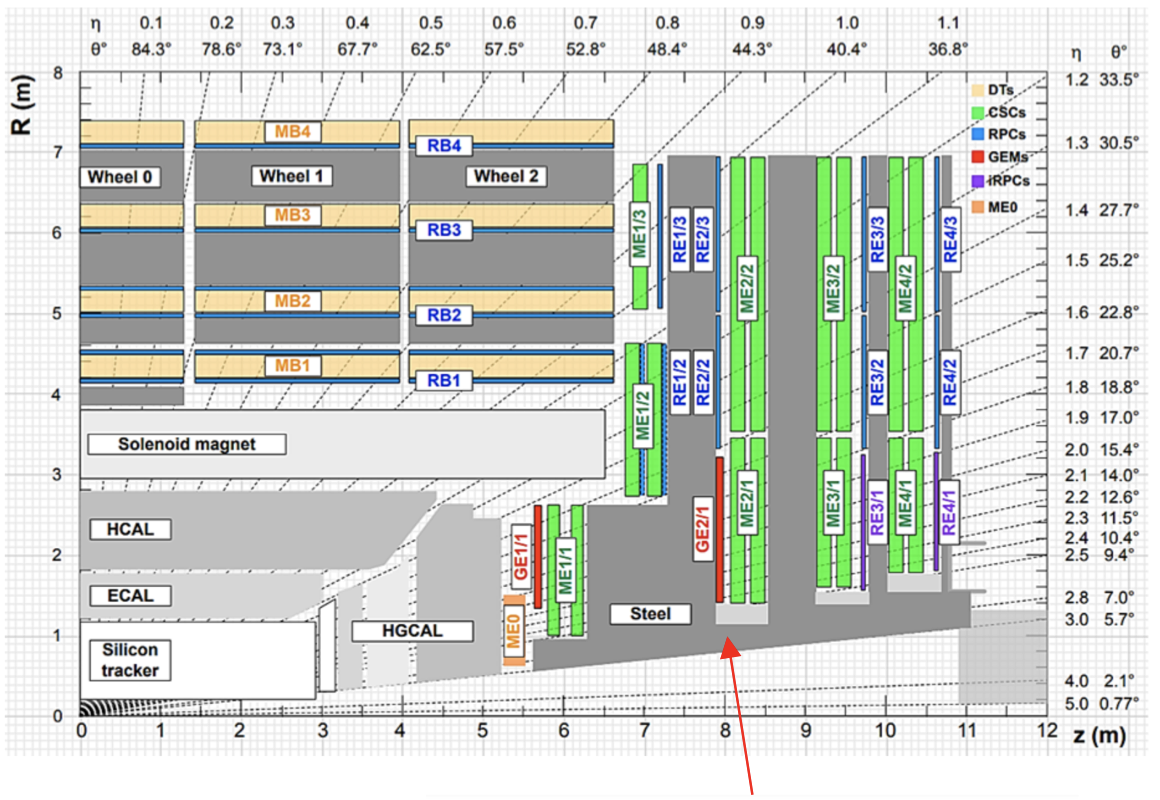 η 0.1 0.2 0.3 0.4 0.5 0.6 0.7 0.8 0.9 1.0 1.1
θ° 84.3° 78.6° 73.1° 67.7° 62.5° 57.5° 52.8° 48.4° 44.3° 40.4° 36.8° η θ°
R (m)
8
7
6
5
4
3
2
1
0
1.2 33.5°
1.3 30.5°
1.4 27.7°
1.5 25.2°
1.6 22.8°
1.7 20.7°
1.8 18.8°
1.9 17.0°
2.0 15.4°
2.1 14.0°
2.2 12.6°
2.3 11.5°
2.4 10.4°
2.5 9.4°
2.8 7.0°
3.0 5.7°
4.0 2.1°
5.0 0.77°
DTs
CSCs
RPCs
GEMs
iRPCs
ME0
MB4
RB4
Wheel 0 Wheel 1 Wheel 2
MB3
RB3
MB2
RB2
MB1
RB1
Solenoid magnet
HCAL
ECAL
Silicon
tracker
HGCAL
Steel
ME1/3
RE1/3
RE2/3
ME2/2
ME3/2
RE3/3
ME4/2
RE4/3
ME1/2
RE1/2
RE2/2
RE3/2
RE4/2
GE1/1
ME1/1
ME0
GE2/1
ME2/1
ME3/1
RE3/1
ME4/1
RE4/1
0 1 2 3 4 5 6 7 8 9 10 11 12 z (m)